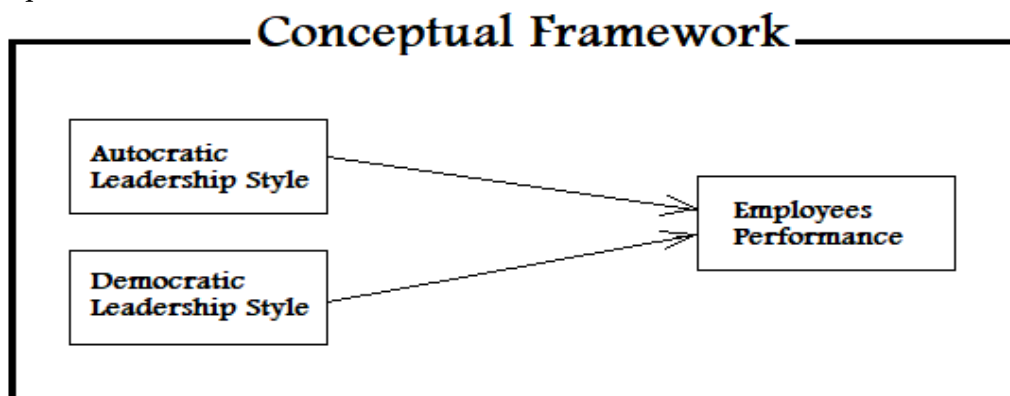 Conceptual Framework
Autocratic
Leadership Style
Employees
Performance
Democratic
Leadership Style